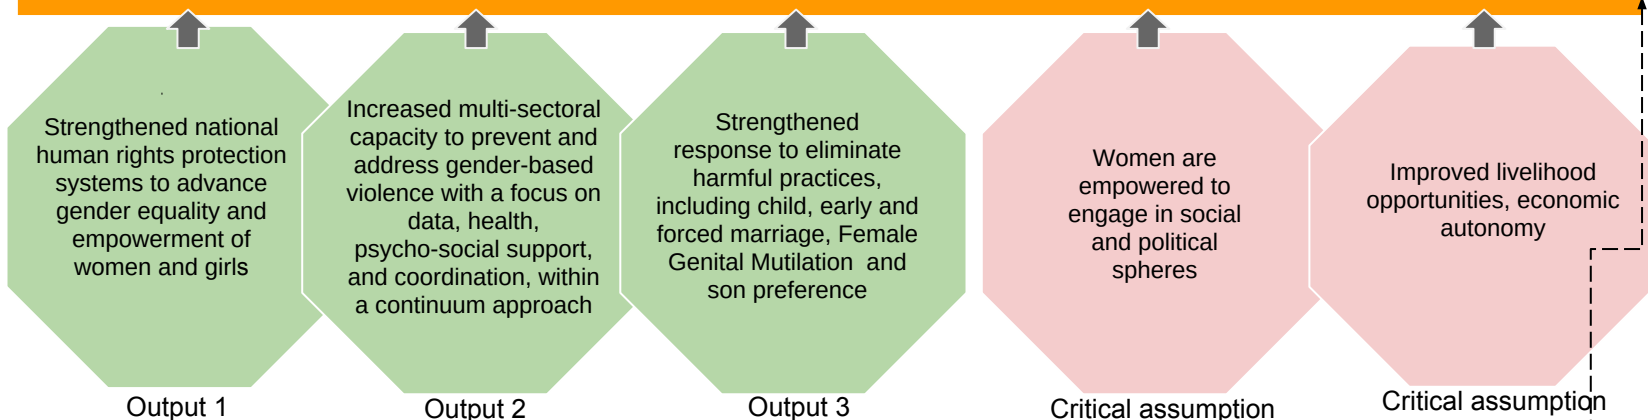 Strengthened national
human rights protection
systems to advance
gender equality and
empowerment of
women and girls
Output 1
Increased multi-sectoral
capacity to prevent and
address gender-based
violence with a focus on
data, health,
psycho-social support,
and coordination, within
a continuum approach
Output 2
Strengthened
response to eliminate
harmful practices,
including child, early and
forced marriage, Female
Genital Mutilation and
son preference
Output 3
Women are
empowered to
engage in social
and political
spheres
Critical assumption
Improved livelihood
opportunities, economic
autonomy
Critical assumption